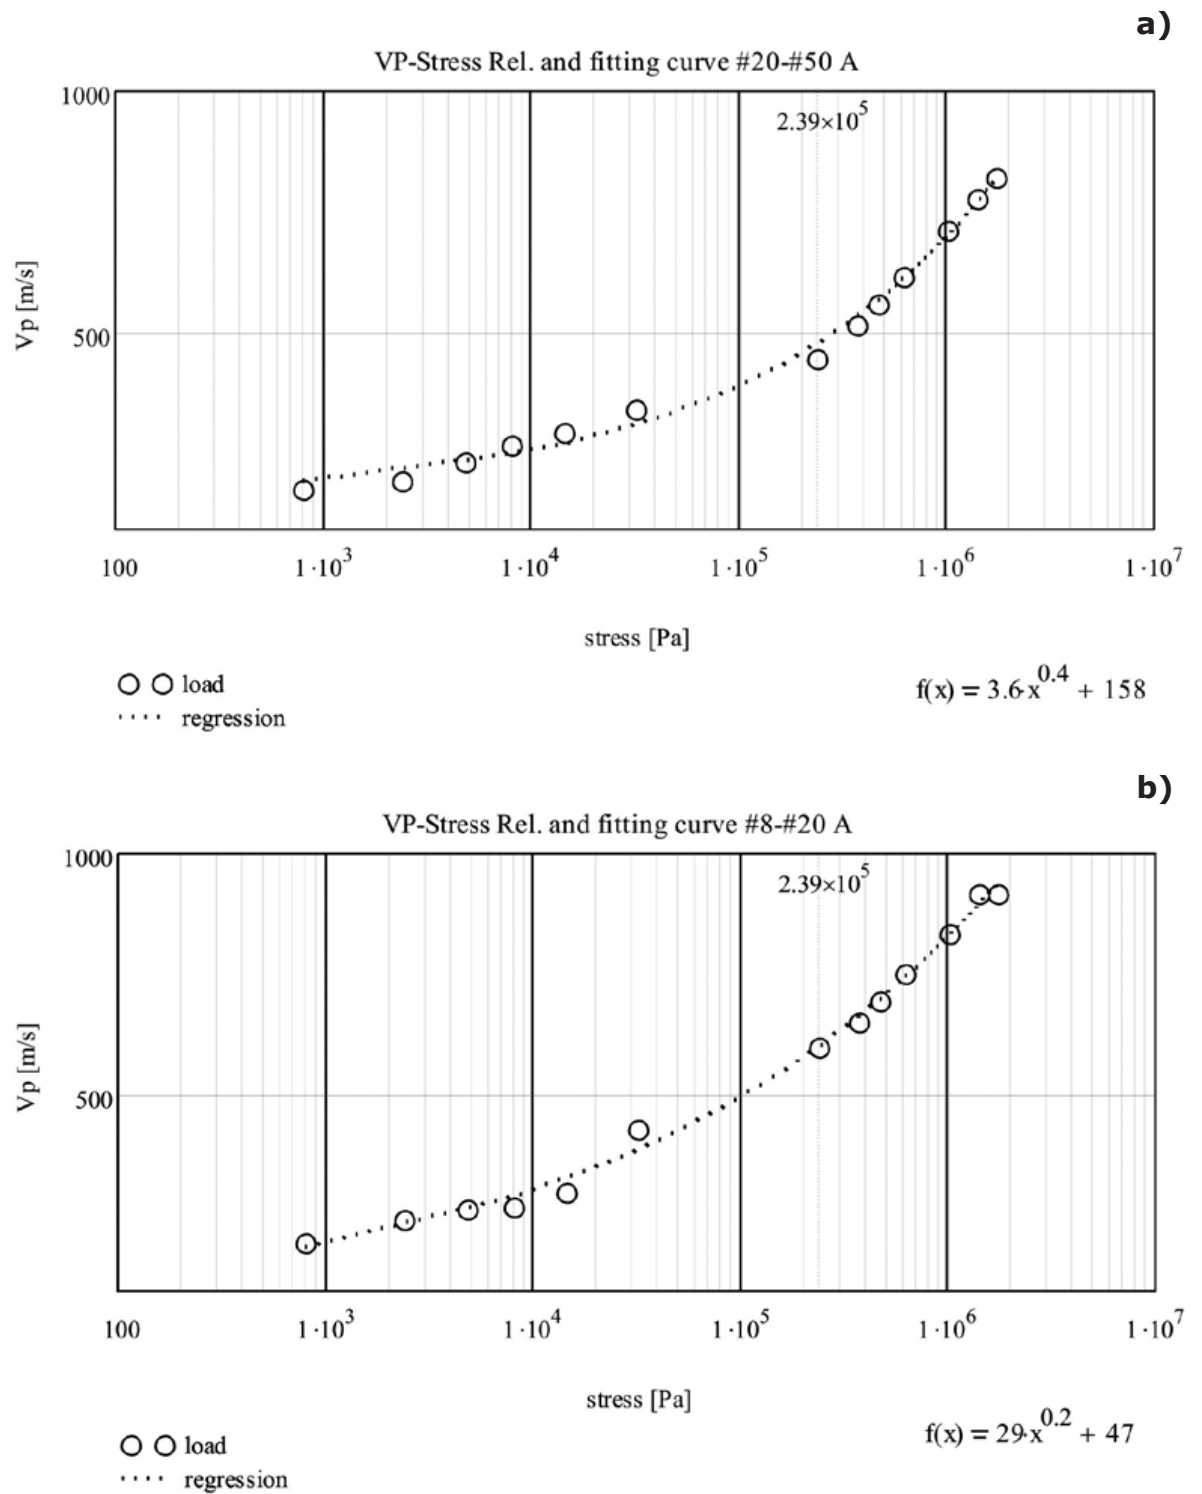 a)
VP-Stress Rel. and fitting curve #20-#50 A
1000
2.39×10^5
Vp [m/s]
500
100 1·10^3 1·10^4 1·10^5 1·10^6 1·10^7
stress [Pa]
load
f(x) = 3.6·x^0.4 + 158
regression
b)
VP-Stress Rel. and fitting curve #8-#20 A
1000
2.39×10^5
Vp [m/s]
500
100 1·10^3 1·10^4 1·10^5 1·10^6 1·10^7
stress [Pa]
f(x) = 29·x^0.2 + 47
load
regression